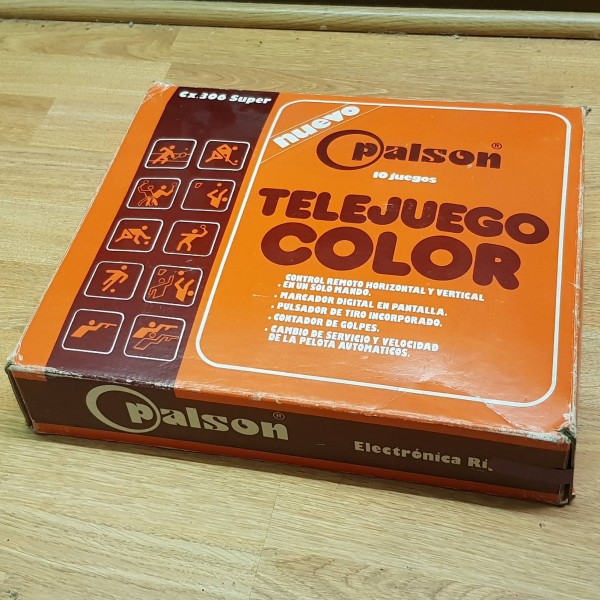 Cx.306 Super
nuevo
Palson®
10 juegos
TELEJUEGO
COLOR
CONTROL REMOTO HORIZONTAL Y VERTICAL
• EN UN SOLO MANDO.
• MARCADOR DIGITAL EN PANTALLA.
• PULSADOR DE TIRO INCORPORADO.
• CONTADOR DE GOLPES.
• CAMBIO DE SERVICIO Y VELOCIDAD
DE LA PELOTA AUTOMATICOS.
Palson®
Electrónica